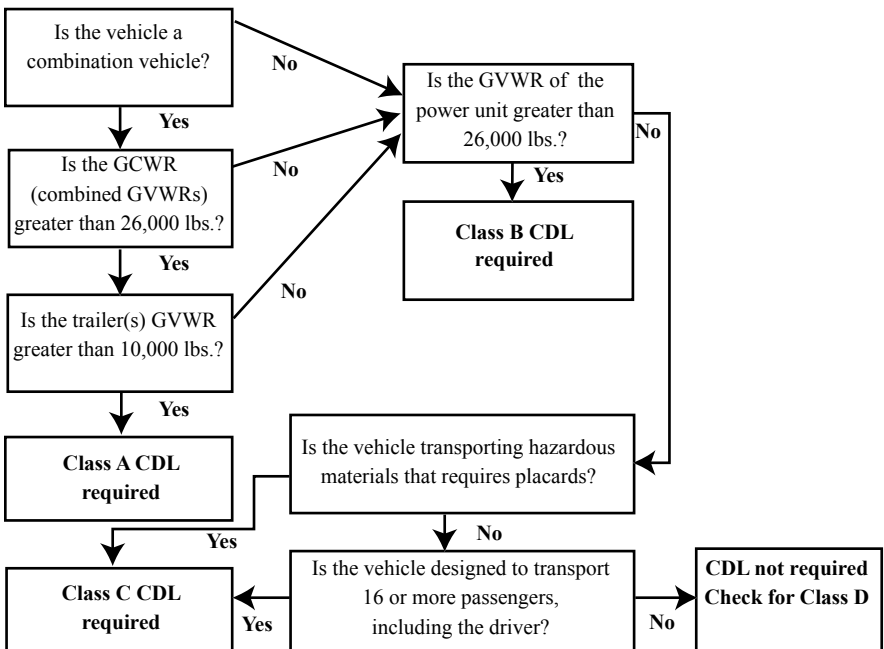 Is the vehicle a
combination vehicle?
No
Yes
Is the GVWR of the
power unit greater than
26,000 lbs.?
No
Yes
Is the GCWR
(combined GVWRs)
greater than 26,000 lbs.?
No
Yes
Class B CDL
required
Is the trailer(s) GVWR
greater than 10,000 lbs.?
No
Yes
Class A CDL
required
Is the vehicle transporting hazardous
materials that requires placards?
Yes
No
Class C CDL
required
Is the vehicle designed to transport
16 or more passengers,
including the driver?
Yes
No
CDL not required
Check for Class D